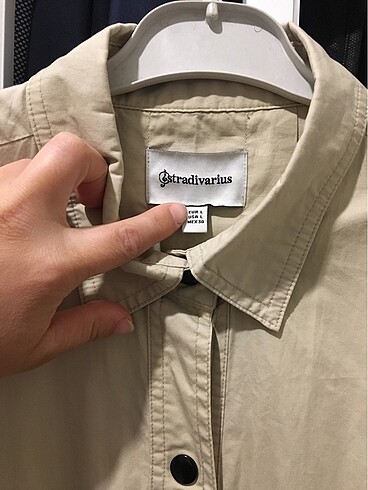 stradivarius
EUR L
USA L
MEX 30